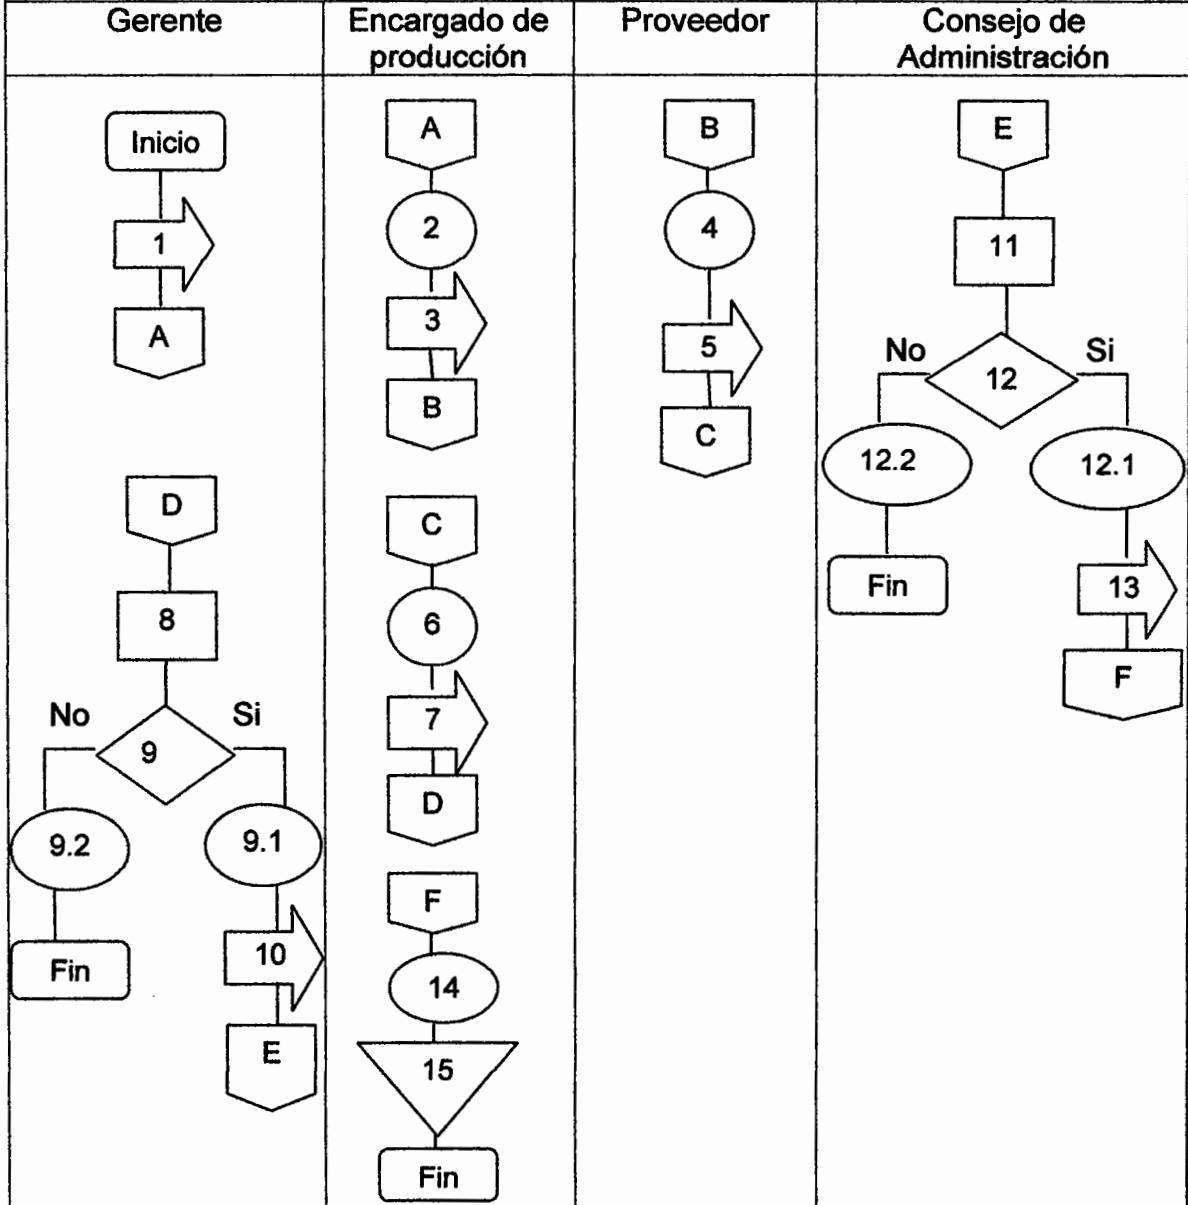 Gerente
Encargado de
producción
Proveedor
Consejo de
Administración
Inicio
1
A
D
8
No
Si
9
9.2
9.1
Fin
10
E
A
2
3
B
C
6
7
D
F
14
15
Fin
B
4
5
C
E
11
No
Si
12
12.2
12.1
Fin
13
F